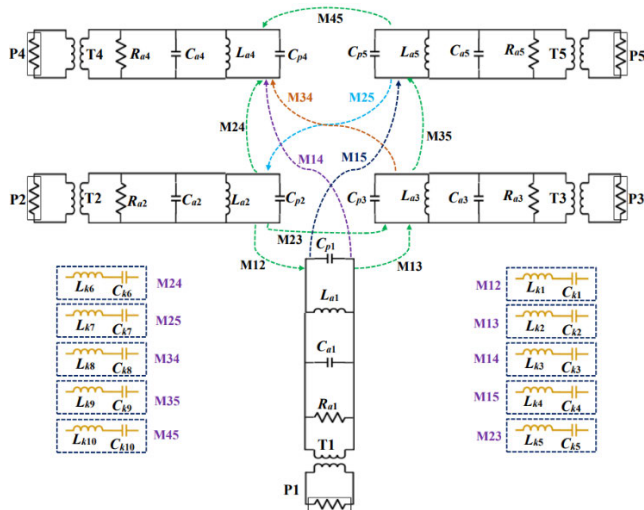 M45
P4 T4 Ra4 Ca4 La4 Cp4 Cp5 La5 Ca5 Ra5 T5 P5
M34 M25
M24 M14 M15 M35
P2 T2 Ra2 Ca2 La2 Cp2 Cp3 La3 Ca3 Ra3 T3 P3
M23
Cp1
M12 M13
La1
Ca1
Ra1
T1
P1
Lk6 Ck6 M24
Lk7 Ck7 M25
Lk8 Ck8 M34
Lk9 Ck9 M35
Lk10 Ck10 M45
M12 Lk1 Ck1
M13 Lk2 Ck2
M14 Lk3 Ck3
M15 Lk4 Ck4
M23 Lk5 Ck5